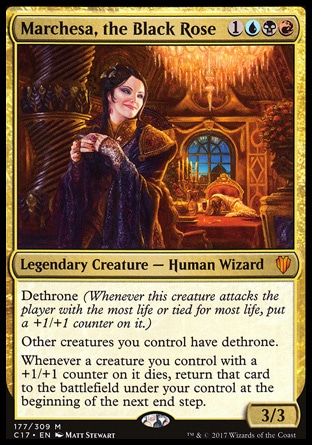 Marchesa, the Black Rose 1
Legendary Creature — Human Wizard
Dethrone (Whenever this creature attacks the
player with the most life or tied for most life, put
a +1/+1 counter on it.)
Other creatures you control have dethrone.
Whenever a creature you control with a
+1/+1 counter on it dies, return that card
to the battlefield under your control at the
beginning of the next end step.
3/3
177/309 M
C17 • EN Matt Stewart ™ & © 2017 Wizards of the Coast